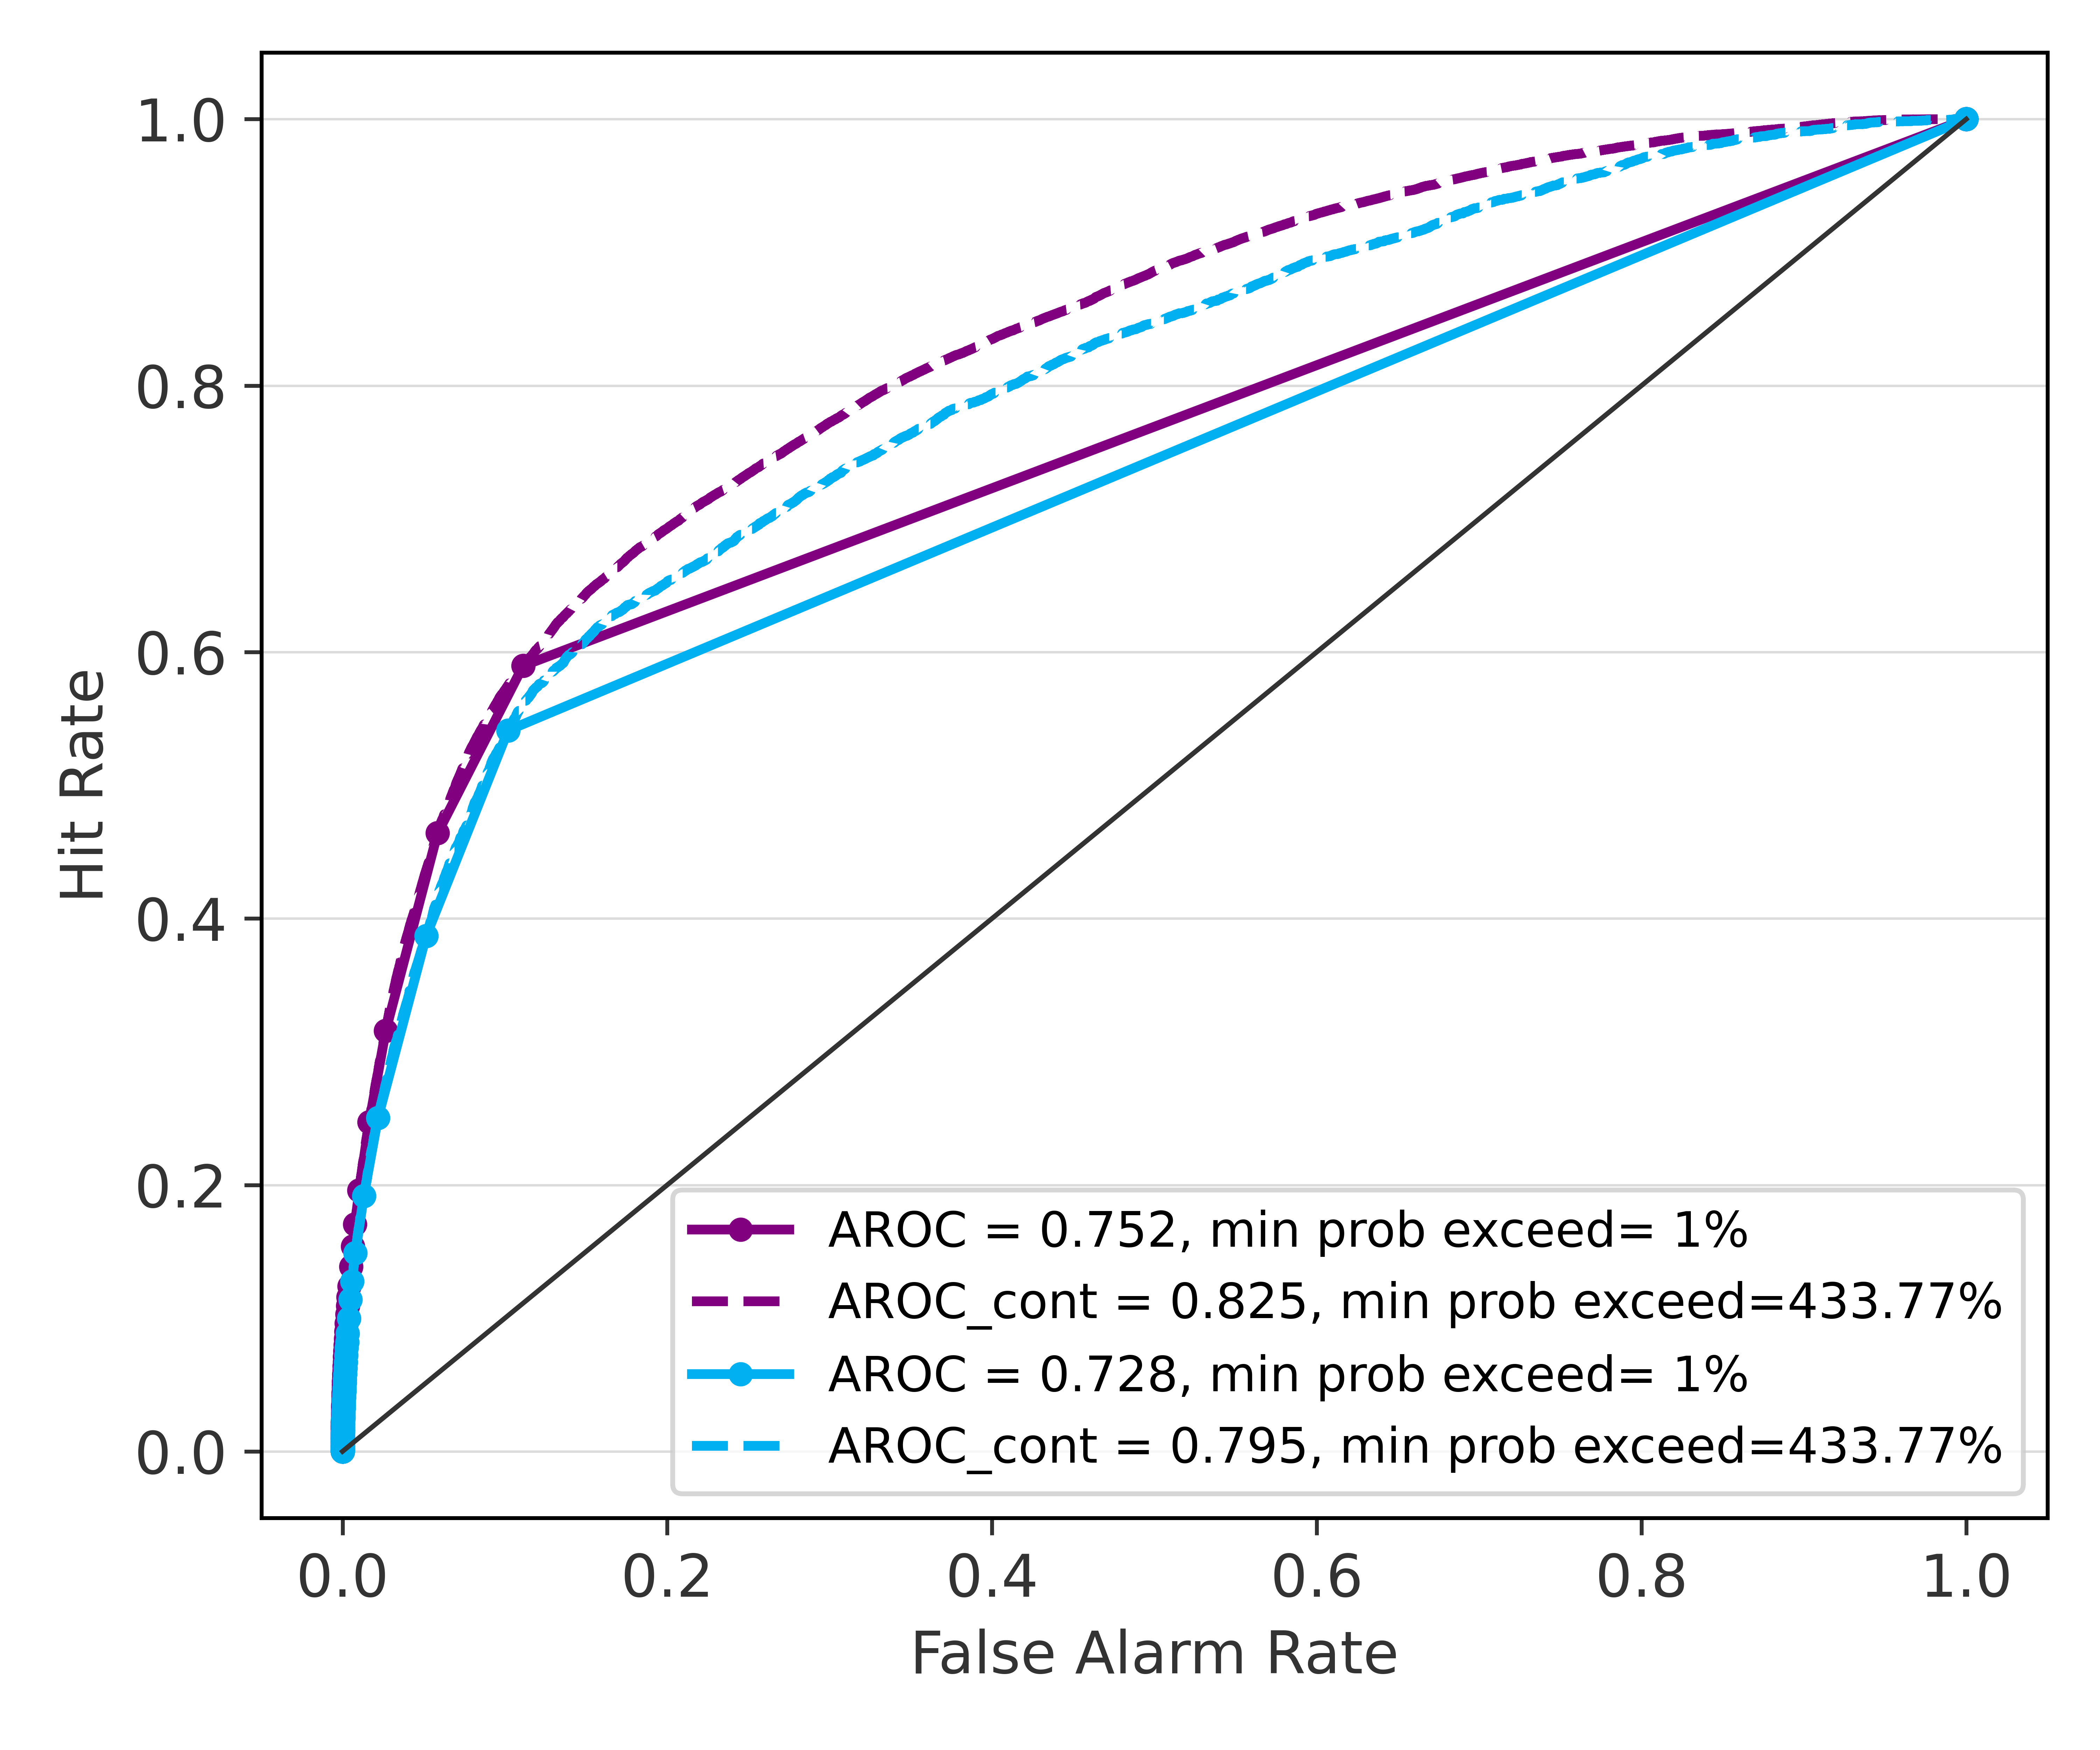 1.0
0.8
0.6
0.4
0.2
0.0
Hit Rate
AROC = 0.752, min prob exceed= 1%
AROC_cont = 0.825, min prob exceed=433.77%
AROC = 0.728, min prob exceed= 1%
AROC_cont = 0.795, min prob exceed=433.77%
0.0 0.2 0.4 0.6 0.8 1.0
False Alarm Rate